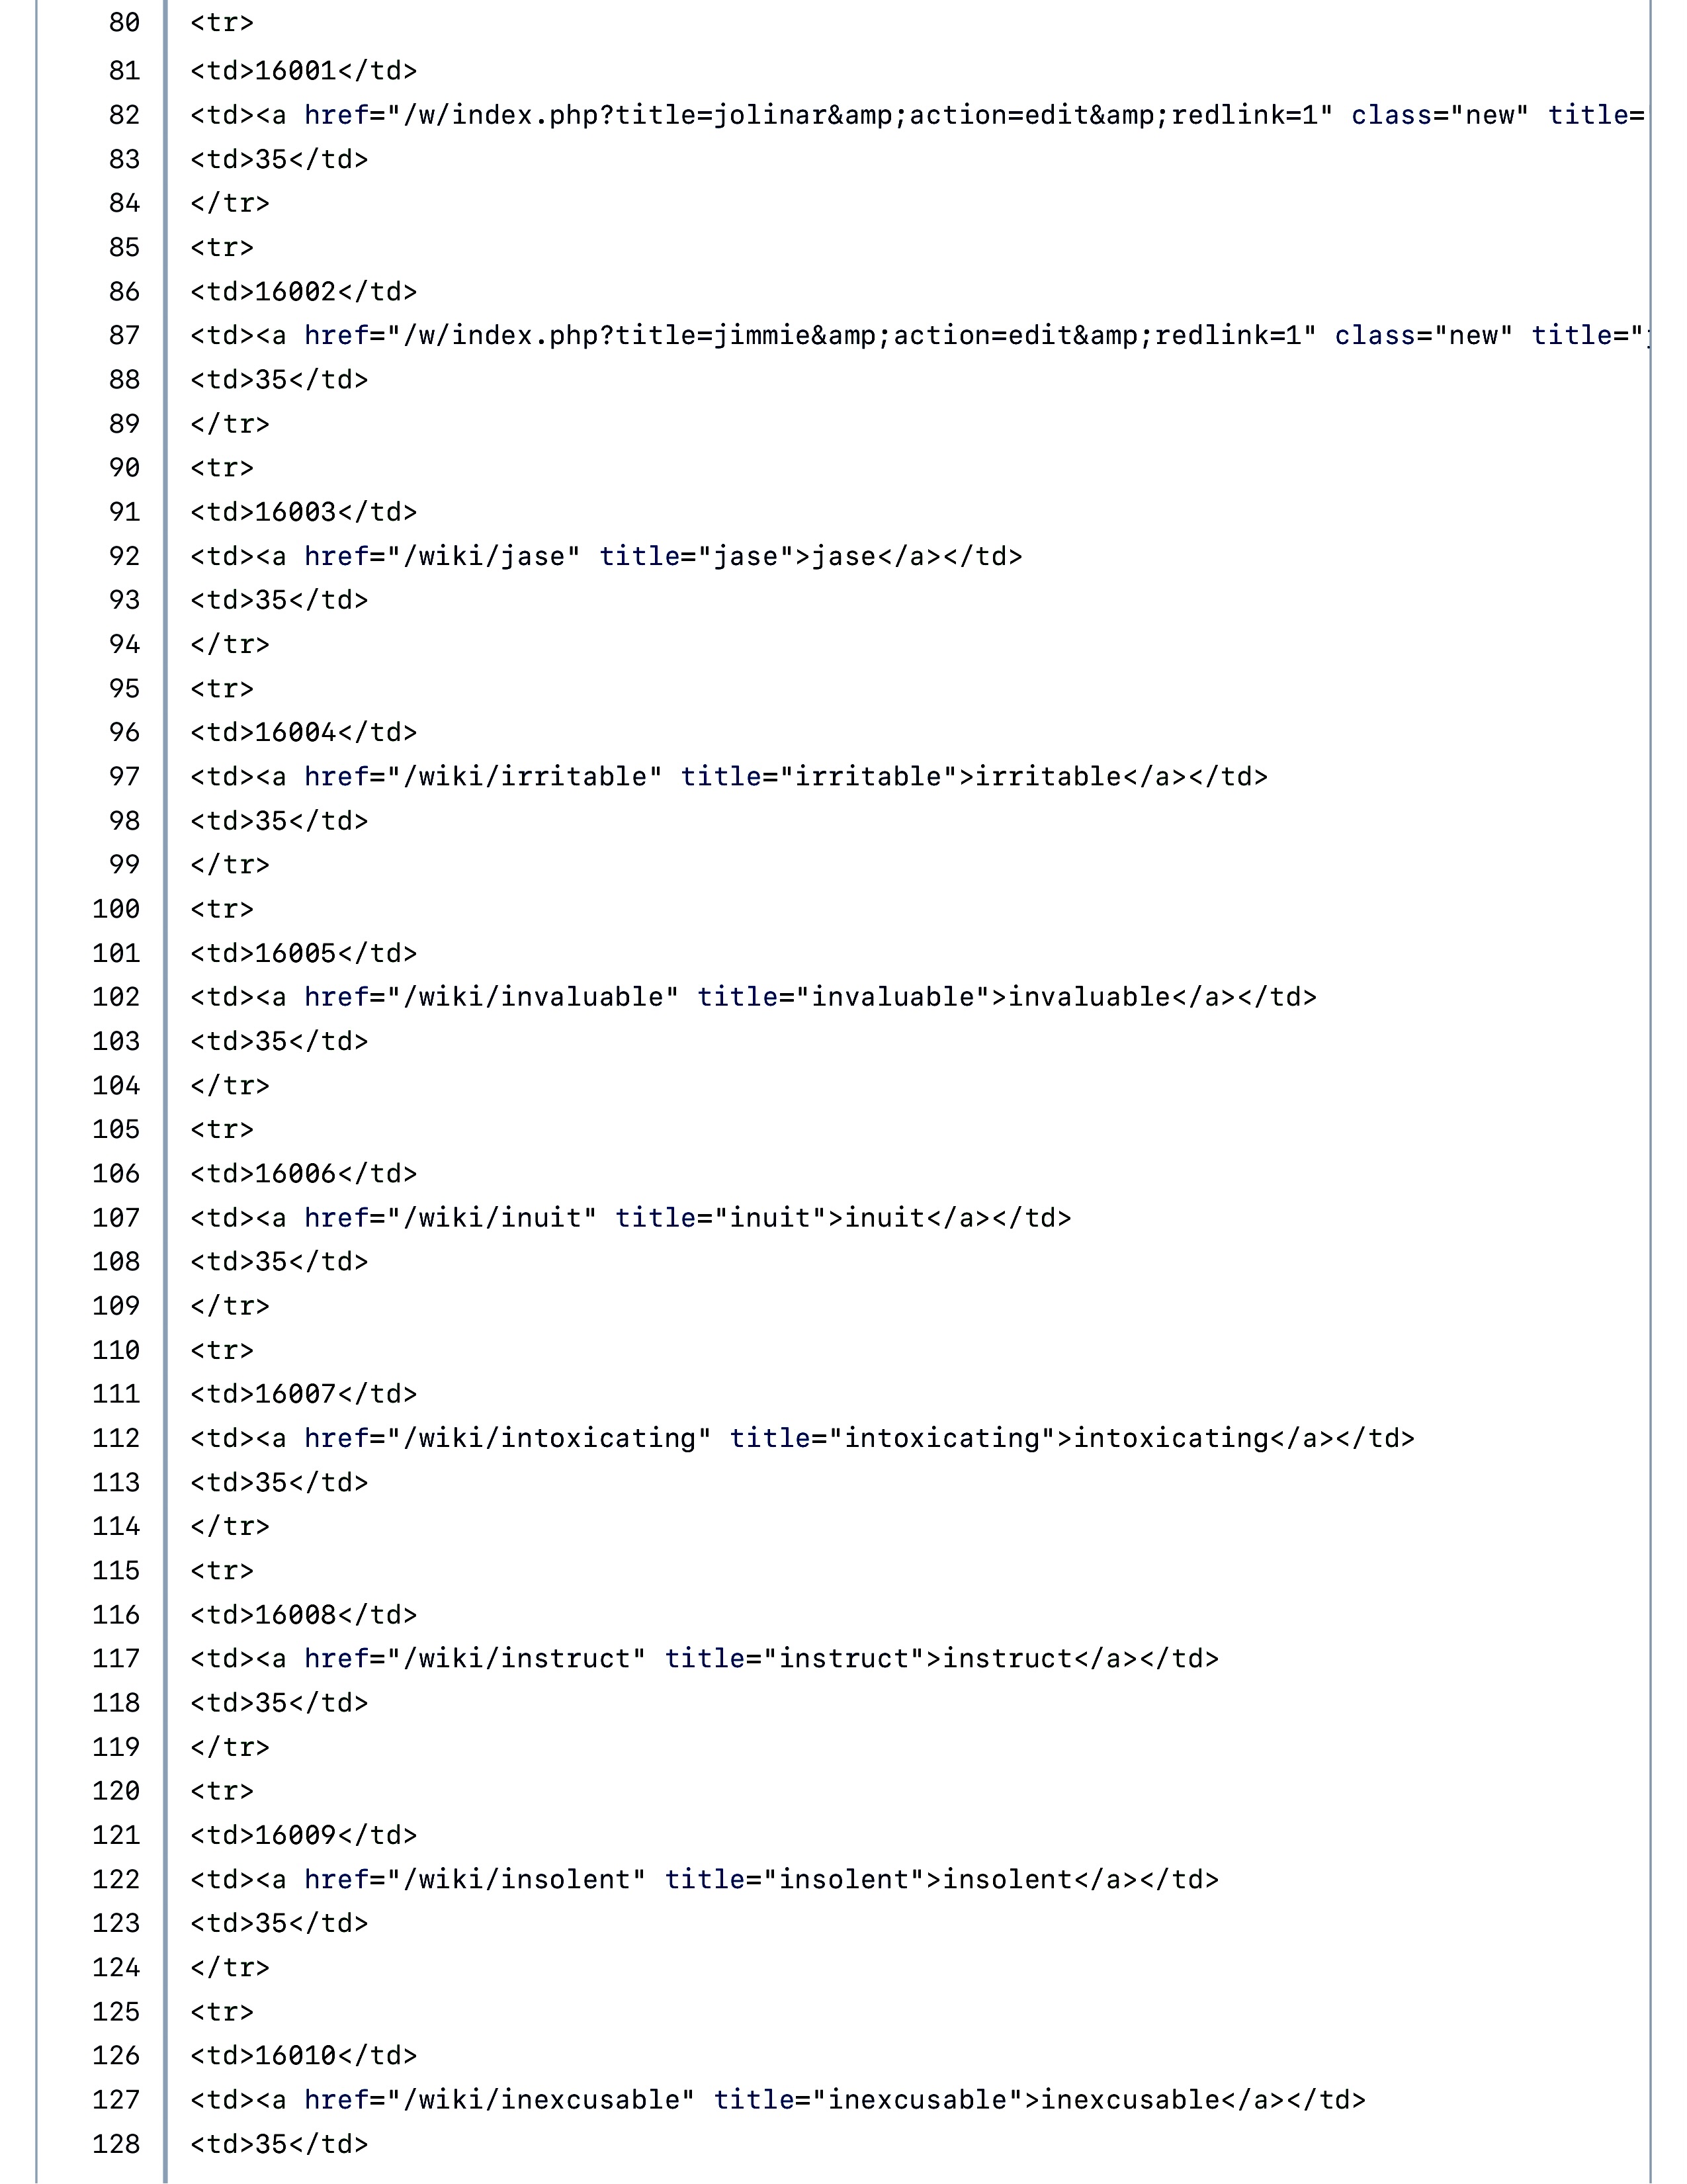 80 <tr>
81 <td>16001</td>
82 <td><a href="/w/index.php?title=jolinar&amp;action=edit&amp;redlink=1" class="new" title=
83 <td>35</td>
84 </tr>
85 <tr>
86 <td>16002</td>
87 <td><a href="/w/index.php?title=jimmie&amp;action=edit&amp;redlink=1" class="new" title="
88 <td>35</td>
89 </tr>
90 <tr>
91 <td>16003</td>
92 <td><a href="/wiki/jase" title="jase">jase</a></td>
93 <td>35</td>
94 </tr>
95 <tr>
96 <td>16004</td>
97 <td><a href="/wiki/irritable" title="irritable">irritable</a></td>
98 <td>35</td>
99 </tr>
100 <tr>
101 <td>16005</td>
102 <td><a href="/wiki/invaluable" title="invaluable">invaluable</a></td>
103 <td>35</td>
104 </tr>
105 <tr>
106 <td>16006</td>
107 <td><a href="/wiki/inuit" title="inuit">inuit</a></td>
108 <td>35</td>
109 </tr>
110 <tr>
111 <td>16007</td>
112 <td><a href="/wiki/intoxicating" title="intoxicating">intoxicating</a></td>
113 <td>35</td>
114 </tr>
115 <tr>
116 <td>16008</td>
117 <td><a href="/wiki/instruct" title="instruct">instruct</a></td>
118 <td>35</td>
119 </tr>
120 <tr>
121 <td>16009</td>
122 <td><a href="/wiki/insolent" title="insolent">insolent</a></td>
123 <td>35</td>
124 </tr>
125 <tr>
126 <td>16010</td>
127 <td><a href="/wiki/inexcusable" title="inexcusable">inexcusable</a></td>
128 <td>35</td>